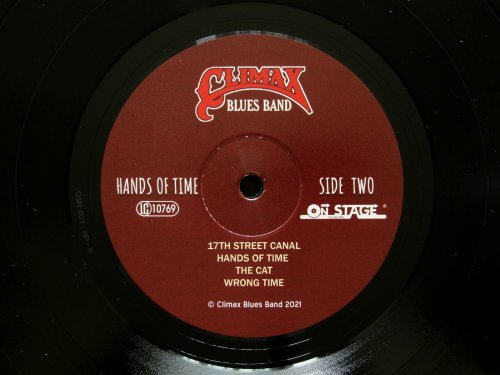 CLIMAX
BLUES BAND
HANDS OF TIME
SIDE TWO
LC 10769
ON STAGE
17TH STREET CANAL
HANDS OF TIME
THE CAT
WRONG TIME
© Climax Blues Band 2021